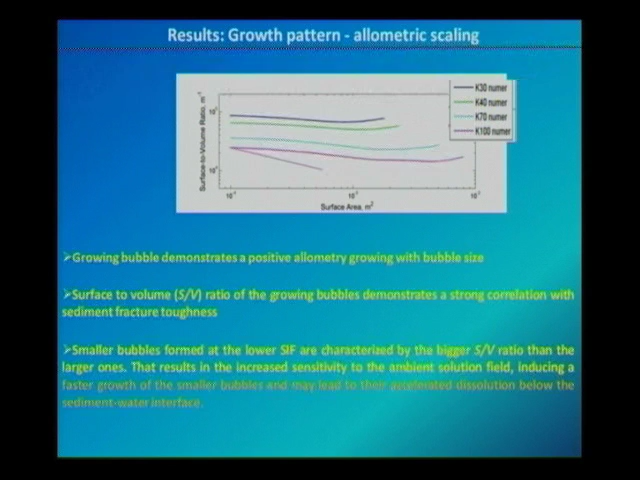 Results: Growth pattern - allometric scaling
K30 numer
K40 numer
K70 numer
K100 numer
Surface-to-Volume Ratio, m⁻¹
Surface Area, m²
➢Growing bubble demonstrates a positive allometry growing with bubble size
➢Surface to volume (S/V) ratio of the growing bubbles demonstrates a strong correlation with
sediment fracture toughness
➢Smaller bubbles formed at the lower SIF are characterized by the bigger S/V ratio than the
larger ones. That results in the increased sensitivity to the ambient solution field, inducing a
faster growth of the smaller bubbles and may lead to their accelerated dissolution below the
sediment-water interface.